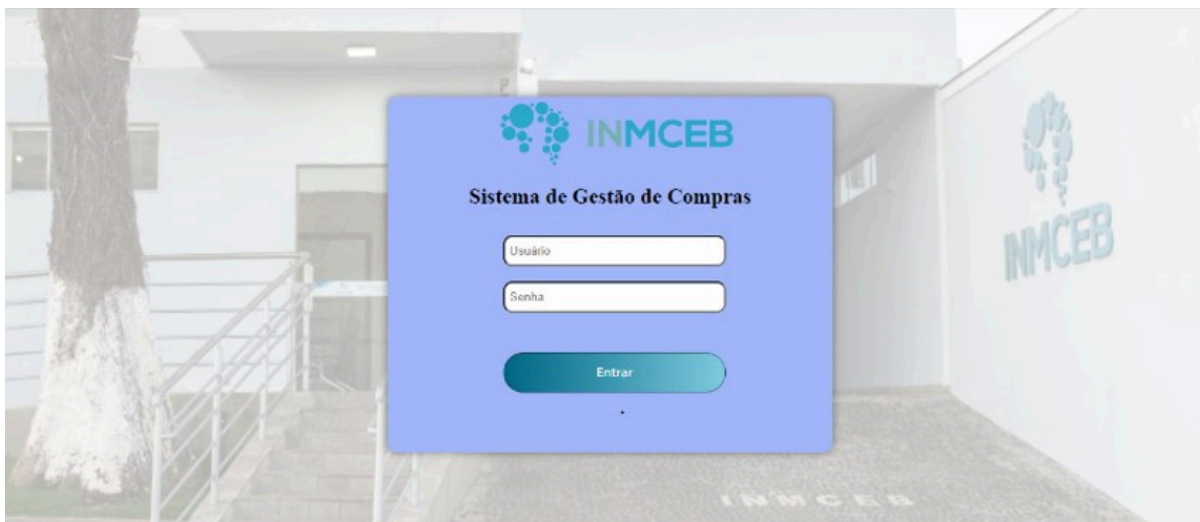 INMCEB
Sistema de Gestão de Compras
Usuário
Senha
Entrar
INMCEB
INMCEB